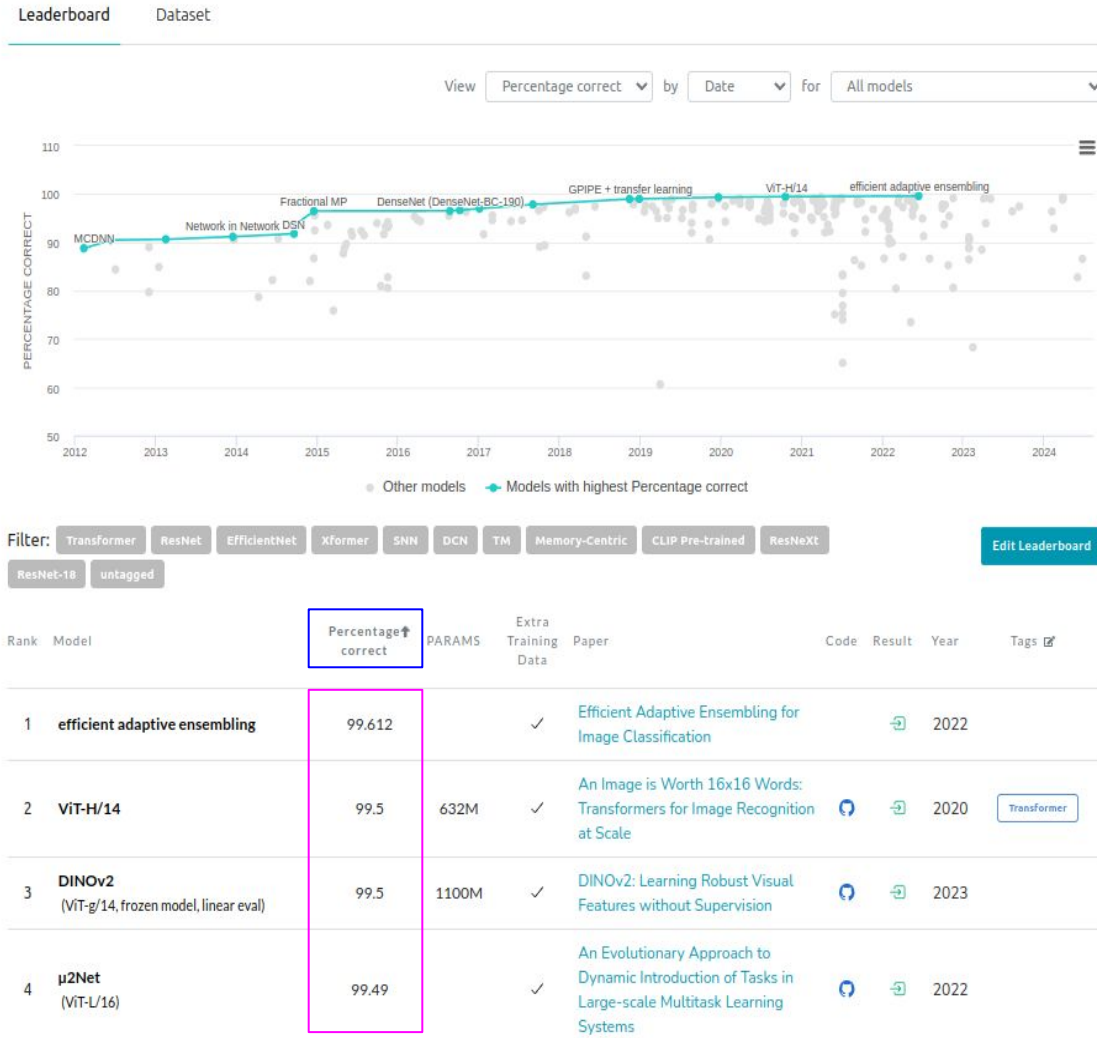 Leaderboard Dataset
View Percentage correct by Date for All models
110
100
90
80
70
60
50
PERCENTAGE CORRECT
MCDNN
Network in Network
DSN
Fractional MP
DenseNet (DenseNet-BC-190)
GPIPE + transfer learning
ViT-H/14
efficient adaptive ensembling
2012 2013 2014 2015 2016 2017 2018 2019 2020 2021 2022 2023 2024
Other models Models with highest Percentage correct
Filter: Transformer ResNet EfficientNet Xformer SNN DCN TM Memory-Centric CLIP Pre-trained ResNeXt
ResNet-18 untagged
Edit Leaderboard
Rank Model Percentage correct PARAMS Extra Training Data Paper Code Result Year Tags
1 efficient adaptive ensembling 99.612 Efficient Adaptive Ensembling for
Image Classification 2022
2 ViT-H/14 99.5 632M An Image is Worth 16x16 Words:
Transformers for Image Recognition
at Scale 2020 Transformer
3 DINOv2
(ViT-g/14, frozen model, linear eval) 99.5 1100M DINOv2: Learning Robust Visual
Features without Supervision 2023
4 µ2Net
(ViT-L/16) 99.49 An Evolutionary Approach to
Dynamic Introduction of Tasks in
Large-scale Multitask Learning
Systems 2022